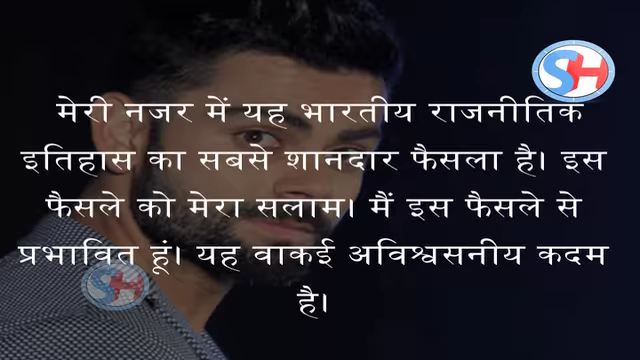 SH
मेरी नजर में यह भारतीय राजनीतिक
इतिहास का सबसे शानदार फैसला है। इस
फैसले को मेरा सलाम। मैं इस फैसले से
प्रभावित हूं। यह वाकई अविश्वसनीय कदम
है।
SH